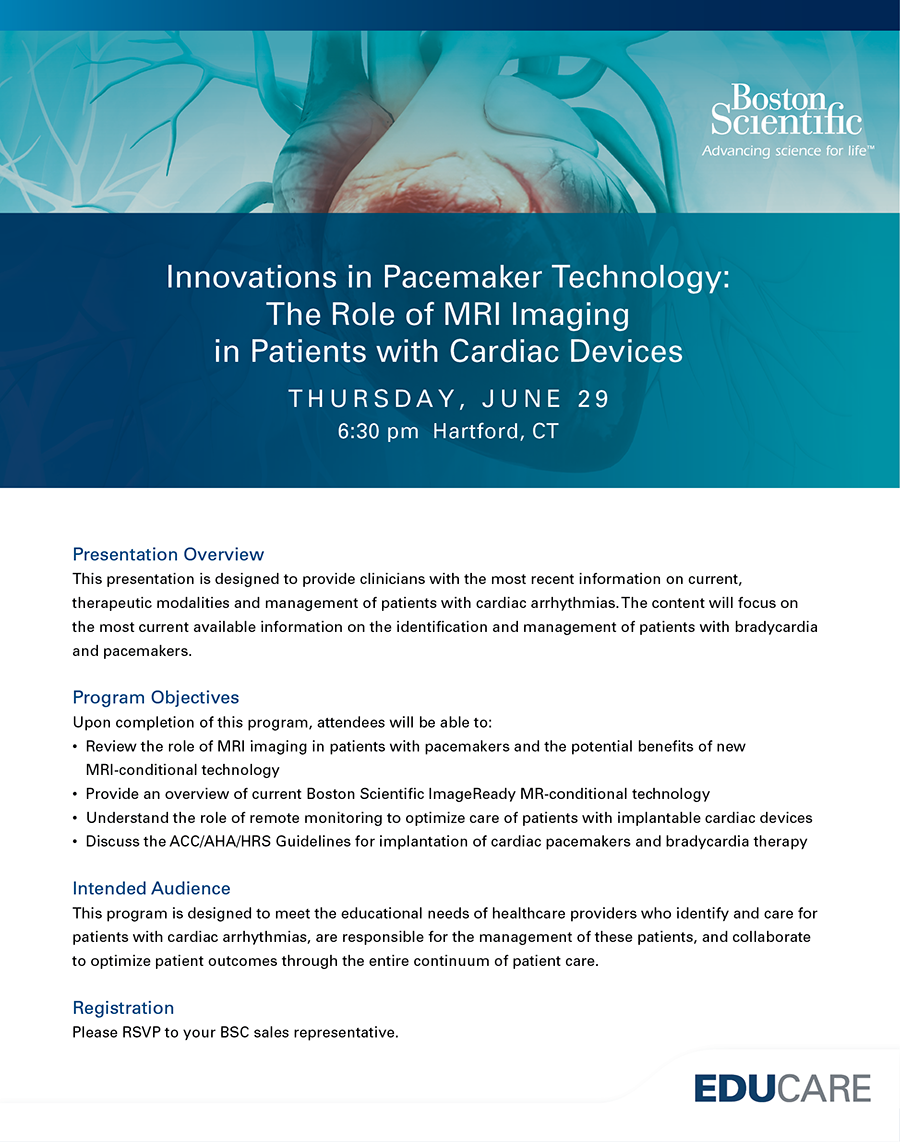 Boston
Scientific
Advancing science for life™
Innovations in Pacemaker Technology:
The Role of MRI Imaging
in Patients with Cardiac Devices
THURSDAY, JUNE 29
6:30 pm Hartford, CT
Presentation Overview
This presentation is designed to provide clinicians with the most recent information on current,
therapeutic modalities and management of patients with cardiac arrhythmias. The content will focus on
the most current available information on the identification and management of patients with bradycardia
and pacemakers.
Program Objectives
Upon completion of this program, attendees will be able to:
• Review the role of MRI imaging in patients with pacemakers and the potential benefits of new
MRI-conditional technology
• Provide an overview of current Boston Scientific ImageReady MR-conditional technology
• Understand the role of remote monitoring to optimize care of patients with implantable cardiac devices
• Discuss the ACC/AHA/HRS Guidelines for implantation of cardiac pacemakers and bradycardia therapy
Intended Audience
This program is designed to meet the educational needs of healthcare providers who identify and care for
patients with cardiac arrhythmias, are responsible for the management of these patients, and collaborate
to optimize patient outcomes through the entire continuum of patient care.
Registration
Please RSVP to your BSC sales representative.
EDUCARE